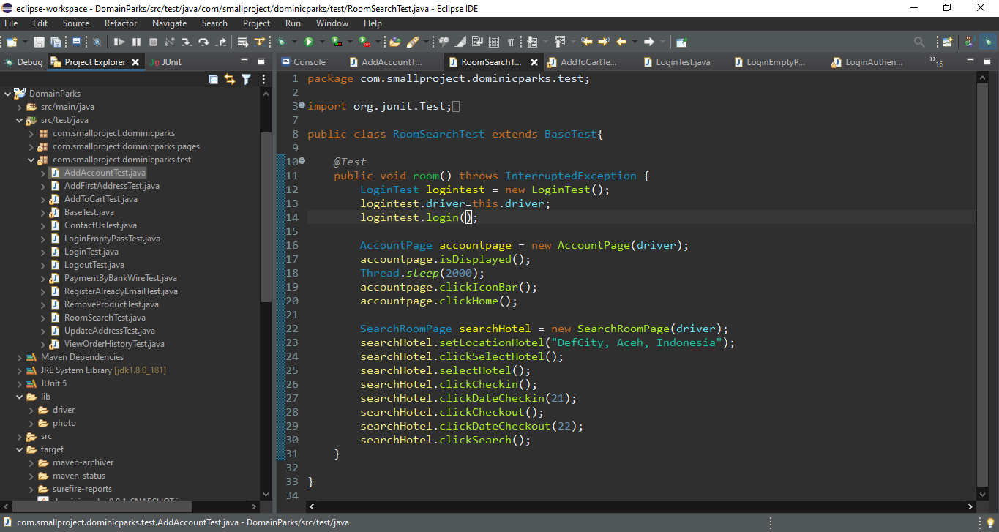 eclipse-workspace - DomainParks/src/test/java/com/smallproject/dominicparks/test/RoomSearchTest.java - Eclipse IDE
File Edit Source Refactor Navigate Search Project Run Window Help
Debug Project Explorer JUnit
Console AddAccountT... RoomSearchT... AddToCartTe... LoginTest.java LoginEmptyP... LoginAuthen... 16
DomainParks
src/main/java
src/test/java
com.smallproject.dominicparks
com.smallproject.dominicparks.pages
com.smallproject.dominicparks.test
AddAccountTest.java
AddFirstAddressTest.java
AddToCartTest.java
BaseTest.java
ContactUsTest.java
LoginEmptyPassTest.java
LoginTest.java
LogoutTest.java
PaymentByBankWireTest.java
RegisterAlreadyEmailTest.java
RemoveProductTest.java
RoomSearchTest.java
UpdateAddressTest.java
ViewOrderHistoryTest.java
Maven Dependencies
JRE System Library [jdk1.8.0_181]
JUnit 5
lib
driver
photo
src
target
maven-archiver
maven-status
surefire-reports
1 package com.smallproject.dominicparks.test;
2
3 import org.junit.Test;
7
8 public class RoomSearchTest extends BaseTest{
9
10 @Test
11 public void room() throws InterruptedException {
12 LoginTest logintest = new LoginTest();
13 logintest.driver=this.driver;
14 logintest.login();
15
16 AccountPage accountpage = new AccountPage(driver);
17 accountpage.isDisplayed();
18 Thread.sleep(2000);
19 accountpage.clickIconBar();
20 accountpage.clickHome();
21
22 SearchRoomPage searchHotel = new SearchRoomPage(driver);
23 searchHotel.setLocationHotel("DefCity, Aceh, Indonesia");
24 searchHotel.clickSelectHotel();
25 searchHotel.selectHotel();
26 searchHotel.clickCheckin();
27 searchHotel.clickDateCheckin(21);
28 searchHotel.clickCheckout();
29 searchHotel.clickDateCheckout(22);
30 searchHotel.clickSearch();
31 }
32
33 }
34
com.smallproject.dominicparks.test.AddAccountTest.java - DomainParks/src/test/java